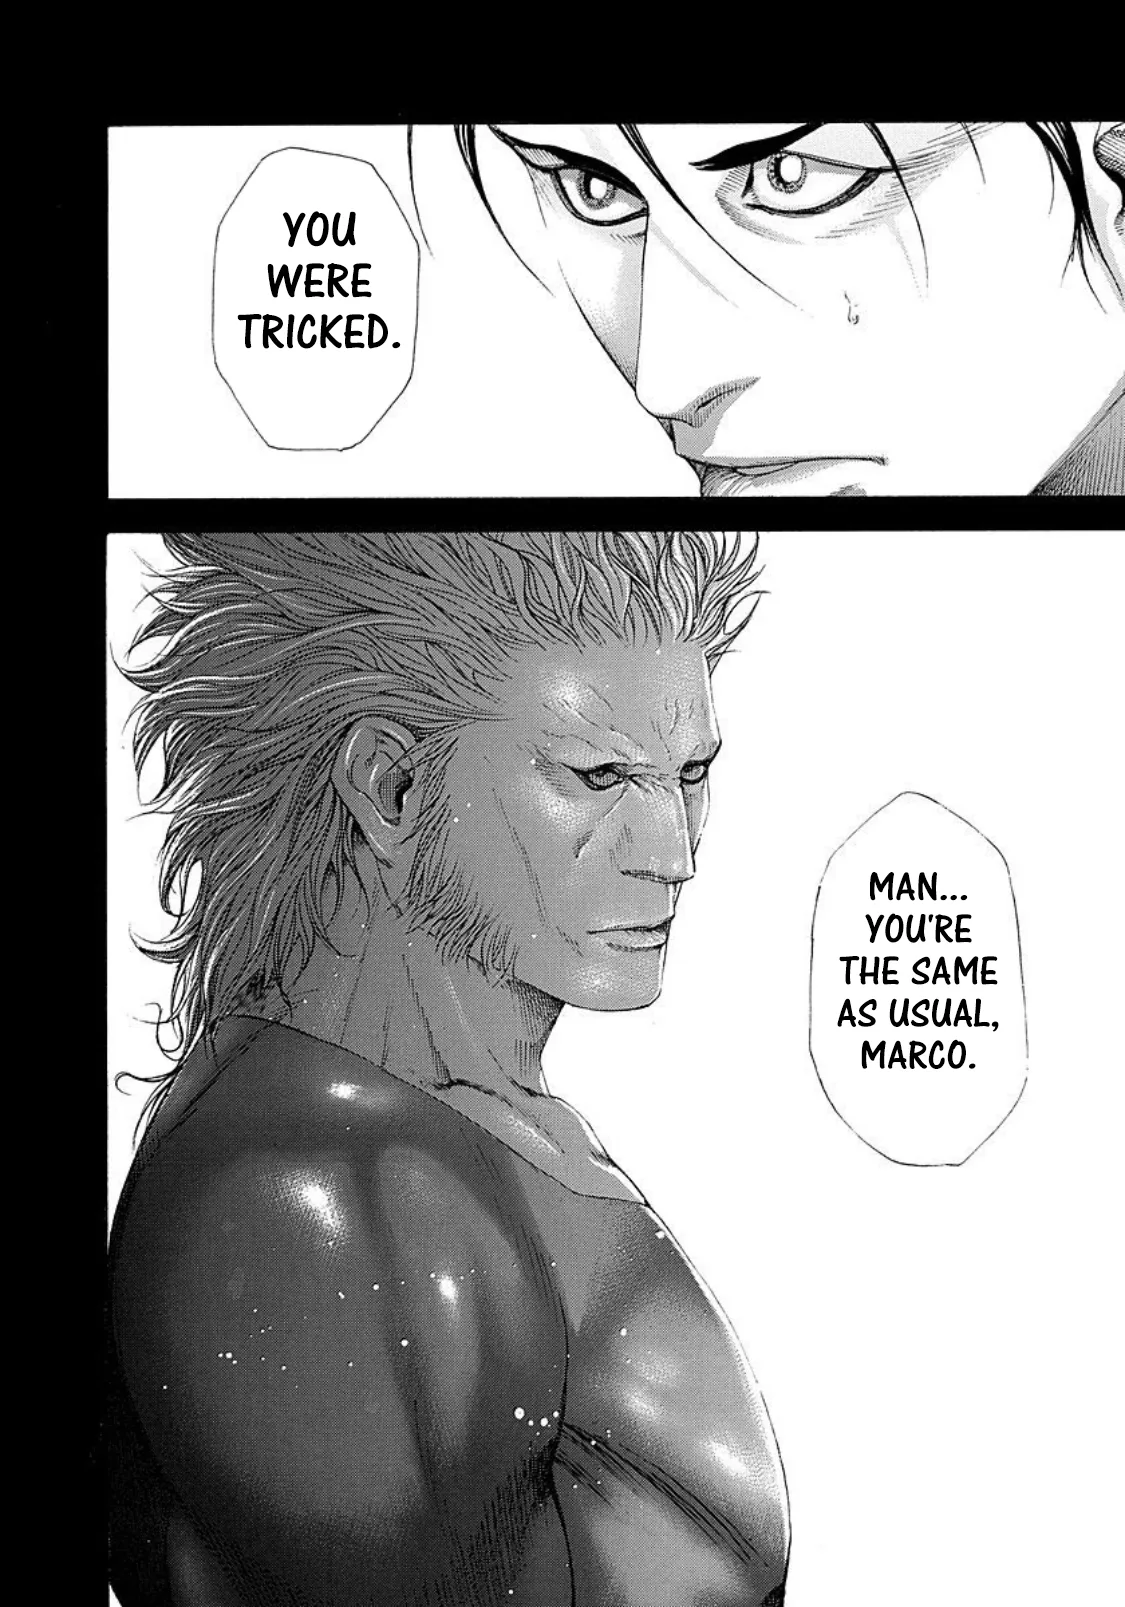 YOU
WERE
TRICKED.
MAN...
YOU'RE
THE SAME
AS USUAL,
MARCO.